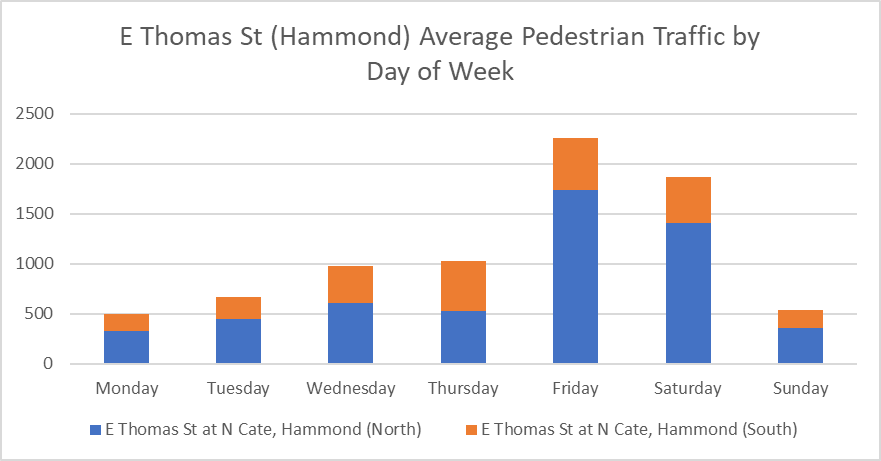 E Thomas St (Hammond) Average Pedestrian Traffic by
Day of Week
2500
2000
1500
1000
500
0
Monday Tuesday Wednesday Thursday Friday Saturday Sunday
E Thomas St at N Cate, Hammond (North) E Thomas St at N Cate, Hammond (South)